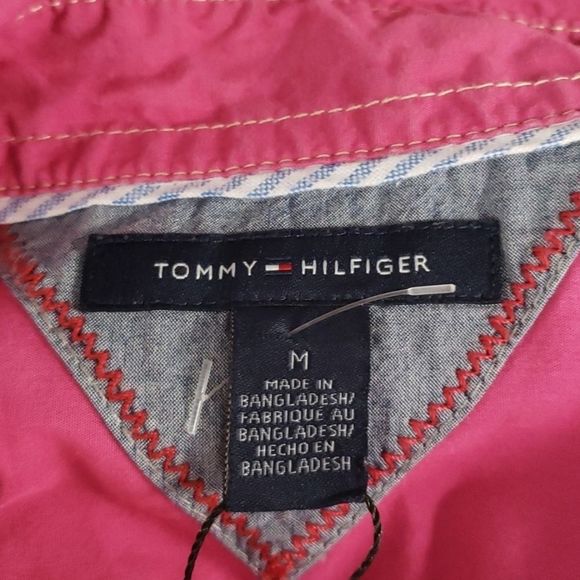 TOMMY HILFIGER
M
MADE IN
BANGLADESH/
FABRIQUÉ AU
BANGLADESH/
HECHO EN
BANGLADESH